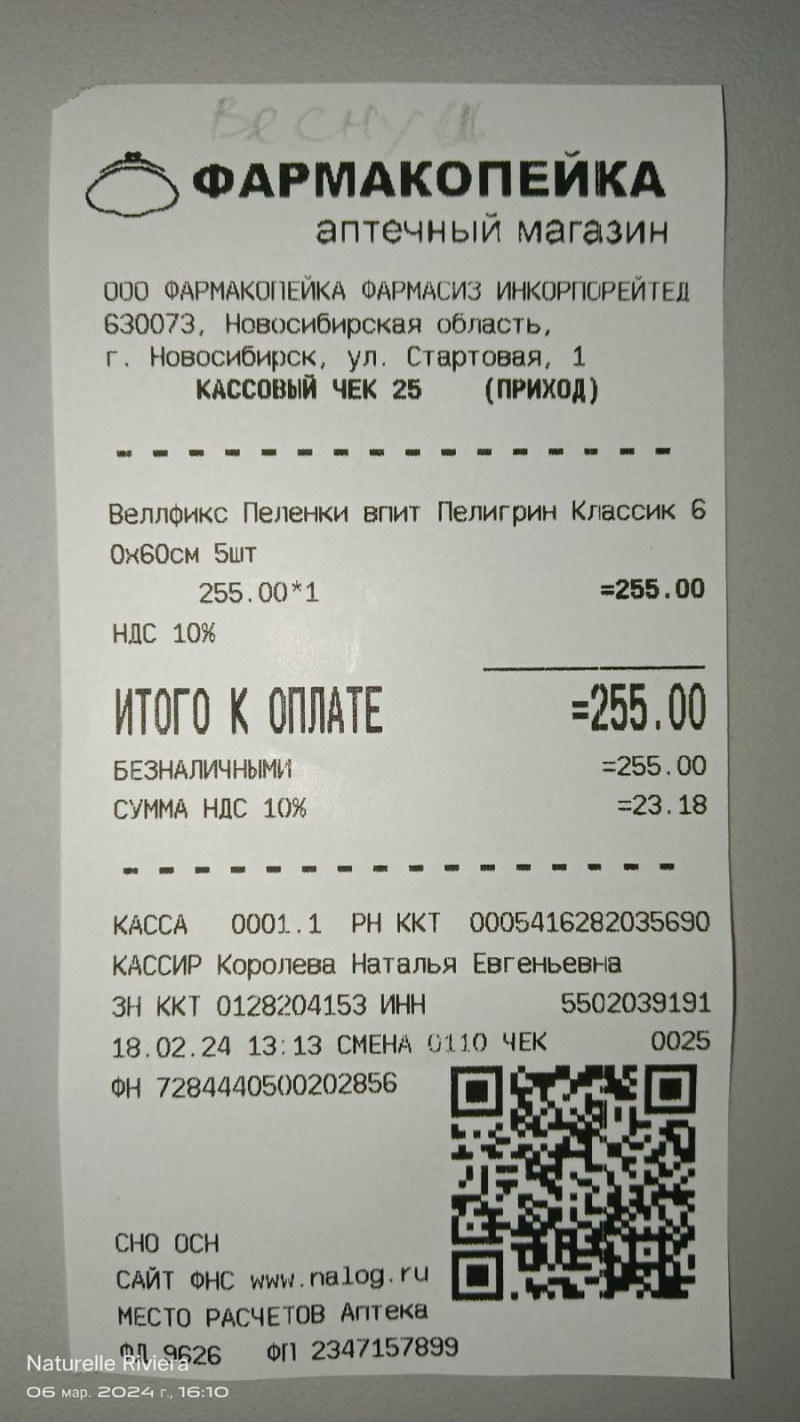 ФАРМАКОПЕЙКА
аптечный магазин
ООО ФАРМАКОПЕЙКА ФАРМАСИЗ ИНКОРПОРЕЙТЕД
630073, Новосибирская область,
г. Новосибирск, ул. Стартовая, 1
КАССОВЫЙ ЧЕК 25 (ПРИХОД)
Веллфикс Пеленки впит Пелигрин Классик 6
0х60см 5шт
255.00*1 =255.00
НДС 10%
ИТОГО К ОПЛАТЕ =255.00
БЕЗНАЛИЧНЫМИ =255.00
СУММА НДС 10% =23.18
КАССА 0001.1 РН ККТ 0005416282035690
КАССИР Королева Наталья Евгеньевна
ЗН ККТ 0128204153 ИНН 5502039191
18.02.24 13:13 СМЕНА 0110 ЧЕК 0025
ФН 7284440500202856
СНО ОСН
САЙТ ФНС www.nalog.ru
МЕСТО РАСЧЕТОВ Аптека
ФД 9626 ФП 2347157899
Naturelle Riviera
06 мар. 2024 г., 16:10